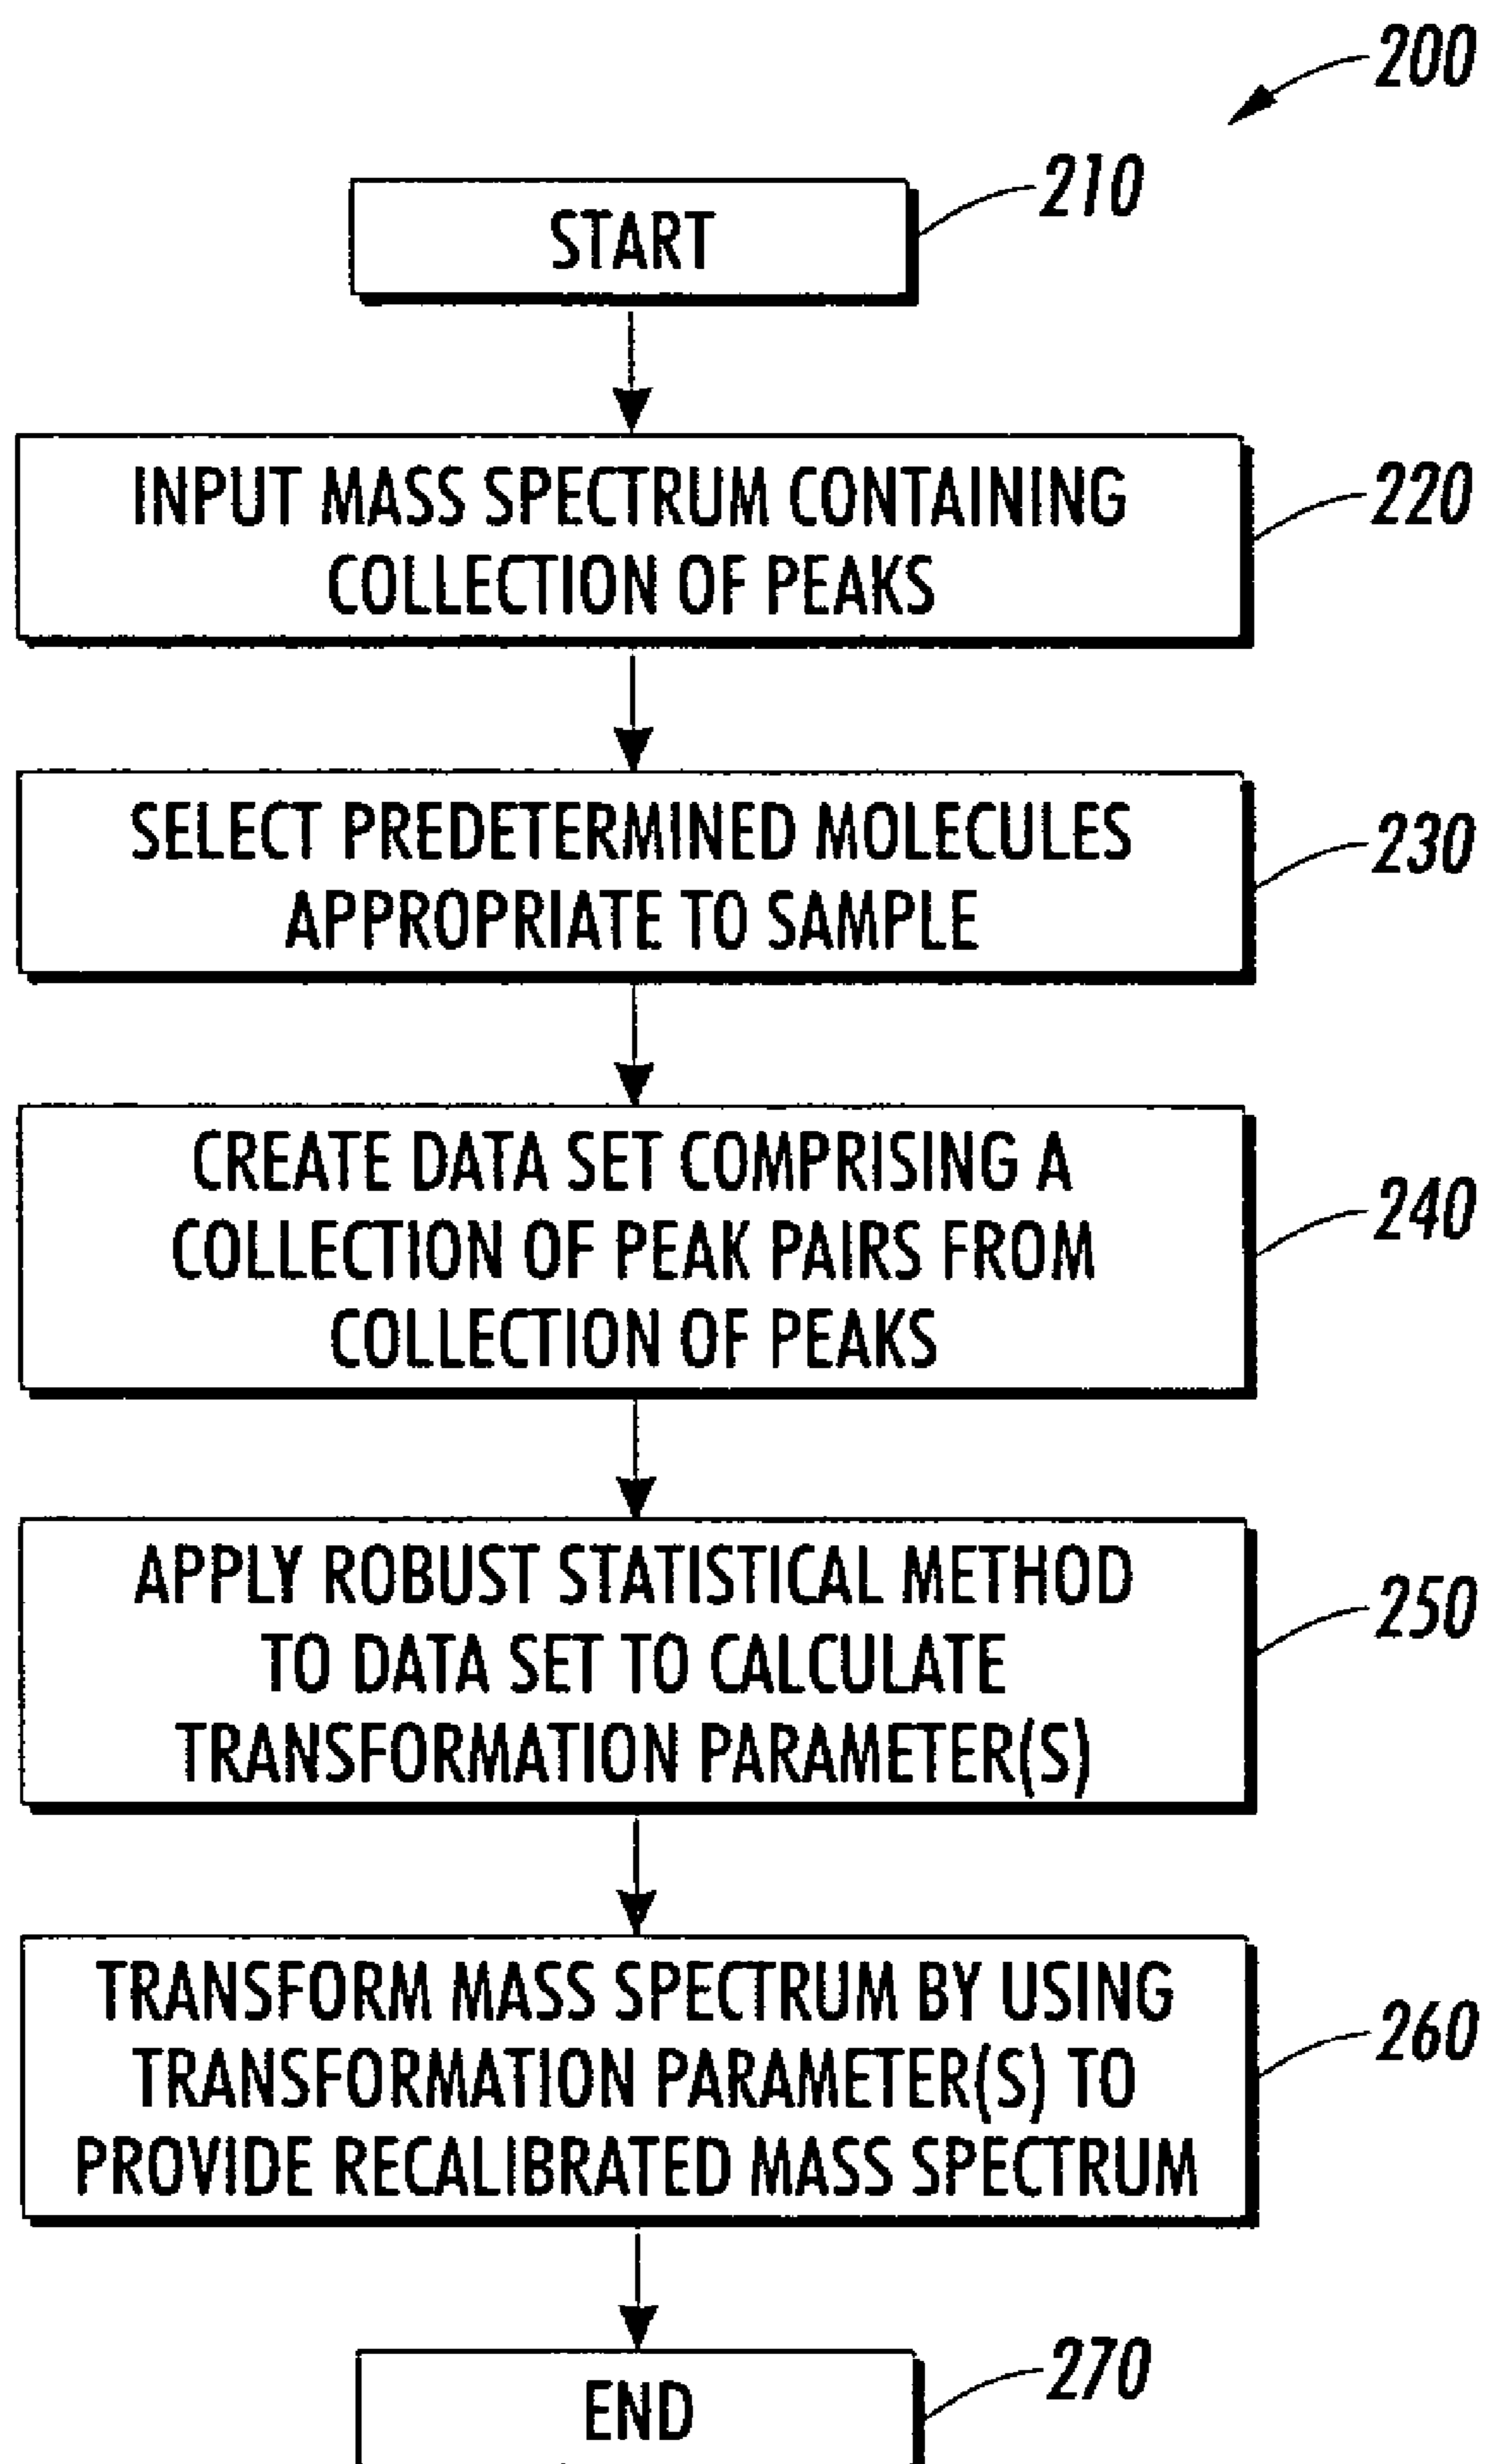 200
210
START
INPUT MASS SPECTRUM CONTAINING
COLLECTION OF PEAKS
220
SELECT PREDETERMINED MOLECULES
APPROPRIATE TO SAMPLE
230
CREATE DATA SET COMPRISING A
COLLECTION OF PEAK PAIRS FROM
COLLECTION OF PEAKS
240
APPLY ROBUST STATISTICAL METHOD
TO DATA SET TO CALCULATE
TRANSFORMATION PARAMETER(S)
250
TRANSFORM MASS SPECTRUM BY USING
TRANSFORMATION PARAMETER(S) TO
PROVIDE RECALIBRATED MASS SPECTRUM
260
END
270